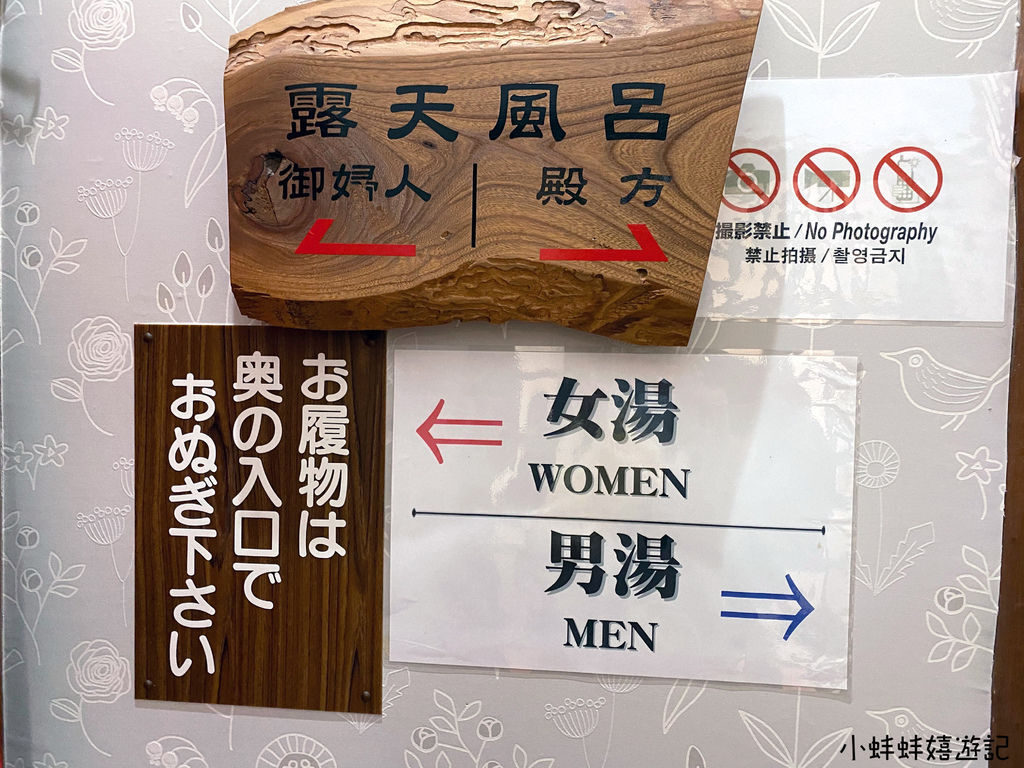 露天風呂
御婦人 殿方
撮影禁止 / No Photography
禁止拍攝 / 촬영금지
お履物は
奥の入口で
おぬぎ下さい
女湯
WOMEN
男湯
MEN
小蚌蚌嬉遊記